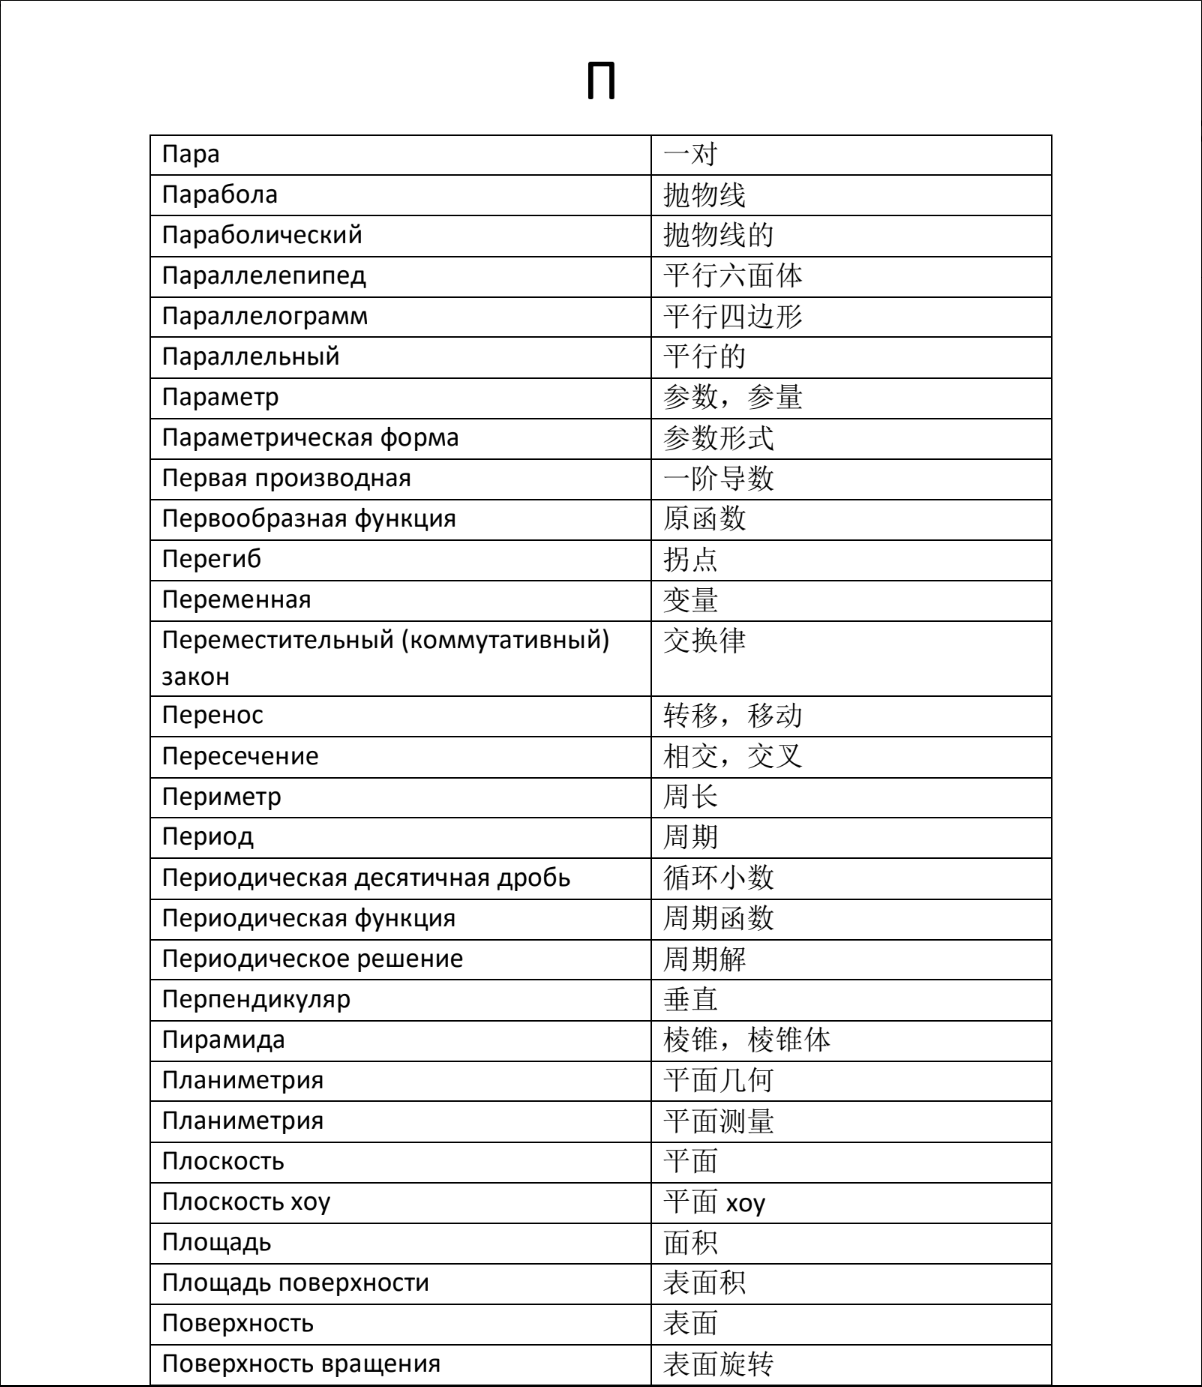 П
Пара 一对
Парабола 抛物线
Параболический 抛物线的
Параллелепипед 平行六面体
Параллелограмм 平行四边形
Параллельный 平行的
Параметр 参数，参量
Параметрическая форма 参数形式
Первая производная 一阶导数
Первообразная функция 原函数
Перегиб 拐点
Переменная 变量
Переместительный (коммутативный) 交换律
закон
Перенос 转移，移动
Пересечение 相交，交叉
Периметр 周长
Период 周期
Периодическая десятичная дробь 循环小数
Периодическая функция 周期函数
Периодическое решение 周期解
Перпендикуляр 垂直
Пирамида 棱锥，棱锥体
Планиметрия 平面几何
Планиметрия 平面测量
Плоскость 平面
Плоскость хоу 平面 хоу
Площадь 面积
Площадь поверхности 表面积
Поверхность 表面
Поверхность вращения 表面旋转